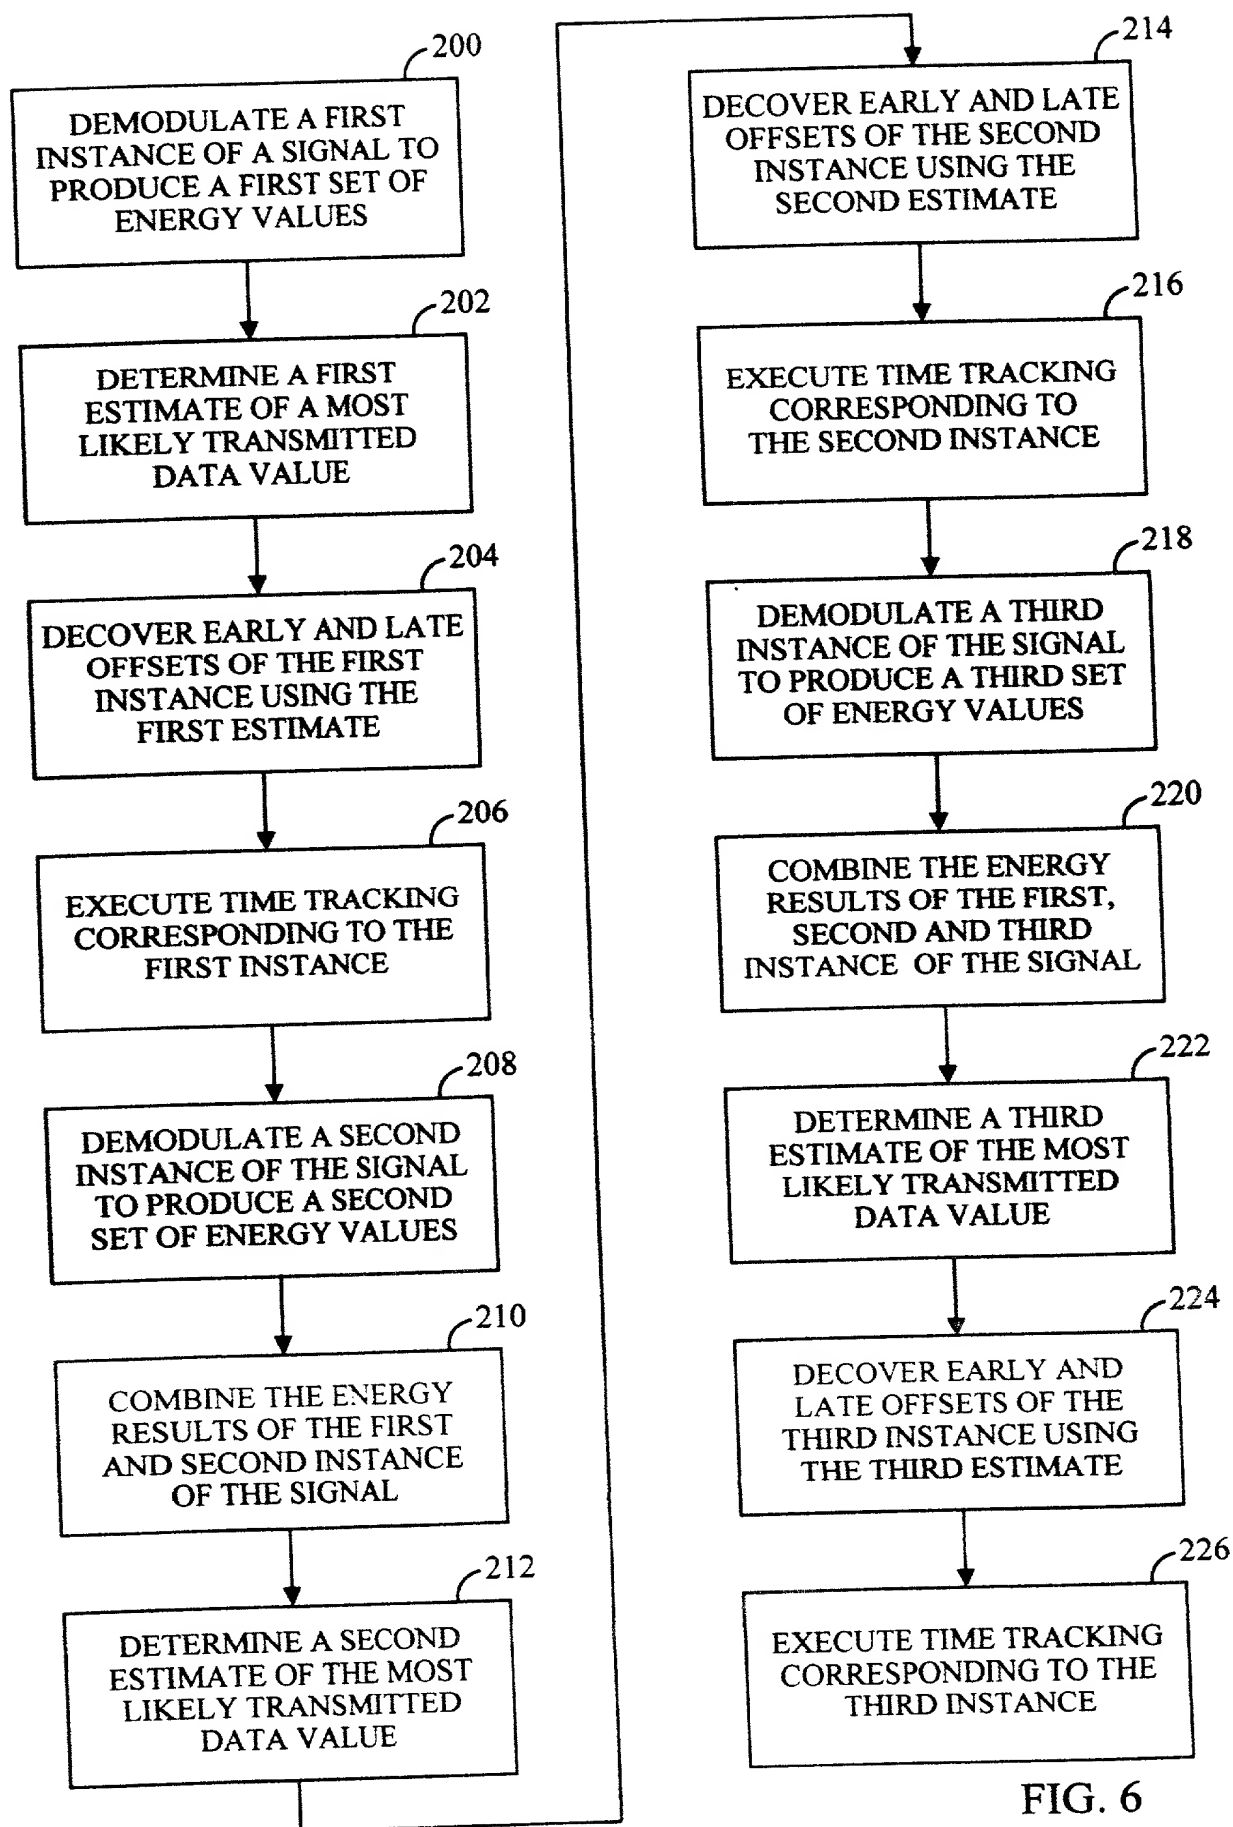 200
DEMODULATE A FIRST
INSTANCE OF A SIGNAL TO
PRODUCE A FIRST SET OF
ENERGY VALUES
202
DETERMINE A FIRST
ESTIMATE OF A MOST
LIKELY TRANSMITTED
DATA VALUE
204
DECOVER EARLY AND LATE
OFFSETS OF THE FIRST
INSTANCE USING THE
FIRST ESTIMATE
206
EXECUTE TIME TRACKING
CORRESPONDING TO THE
FIRST INSTANCE
208
DEMODULATE A SECOND
INSTANCE OF THE SIGNAL
TO PRODUCE A SECOND
SET OF ENERGY VALUES
210
COMBINE THE ENERGY
RESULTS OF THE FIRST
AND SECOND INSTANCE
OF THE SIGNAL
212
DETERMINE A SECOND
ESTIMATE OF THE MOST
LIKELY TRANSMITTED
DATA VALUE
214
DECOVER EARLY AND LATE
OFFSETS OF THE SECOND
INSTANCE USING THE
SECOND ESTIMATE
216
EXECUTE TIME TRACKING
CORRESPONDING TO
THE SECOND INSTANCE
218
DEMODULATE A THIRD
INSTANCE OF THE SIGNAL
TO PRODUCE A THIRD SET
OF ENERGY VALUES
220
COMBINE THE ENERGY
RESULTS OF THE FIRST,
SECOND AND THIRD
INSTANCE OF THE SIGNAL
222
DETERMINE A THIRD
ESTIMATE OF THE MOST
LIKELY TRANSMITTED
DATA VALUE
224
DECOVER EARLY AND
LATE OFFSETS OF THE
THIRD INSTANCE USING
THE THIRD ESTIMATE
226
EXECUTE TIME TRACKING
CORRESPONDING TO THE
THIRD INSTANCE
FIG. 6